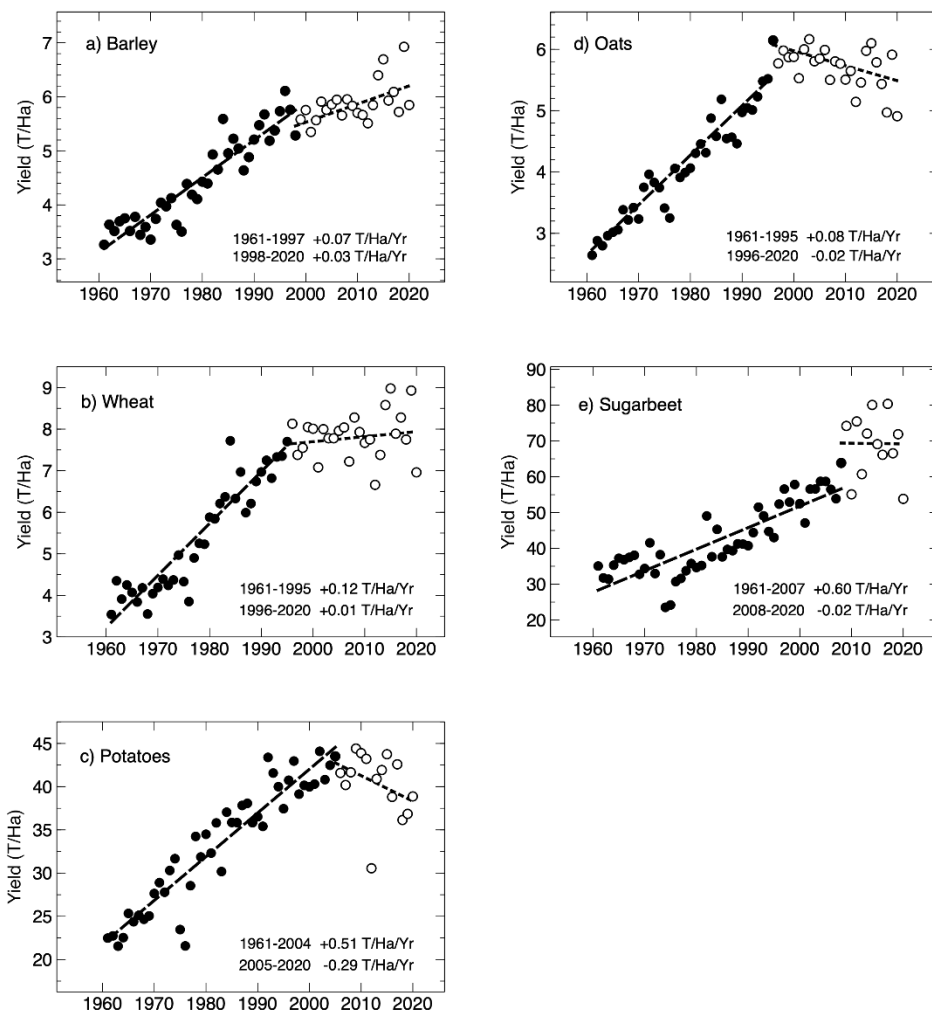 a) Barley
Yield (T/Ha)
7
6
5
4
3
1961-1997 +0.07 T/Ha/Yr
1998-2020 +0.03 T/Ha/Yr
1960 1970 1980 1990 2000 2010 2020
d) Oats
Yield (T/Ha)
6
5
4
3
1961-1995 +0.08 T/Ha/Yr
1996-2020 -0.02 T/Ha/Yr
1960 1970 1980 1990 2000 2010 2020
b) Wheat
Yield (T/Ha)
9
8
7
6
5
4
3
1961-1995 +0.12 T/Ha/Yr
1996-2020 +0.01 T/Ha/Yr
1960 1970 1980 1990 2000 2010 2020
e) Sugarbeet
Yield (T/Ha)
90
80
70
60
50
40
30
20
1961-2007 +0.60 T/Ha/Yr
2008-2020 -0.02 T/Ha/Yr
1960 1970 1980 1990 2000 2010 2020
c) Potatoes
Yield (T/Ha)
45
40
35
30
25
20
1961-2004 +0.51 T/Ha/Yr
2005-2020 -0.29 T/Ha/Yr
1960 1970 1980 1990 2000 2010 2020